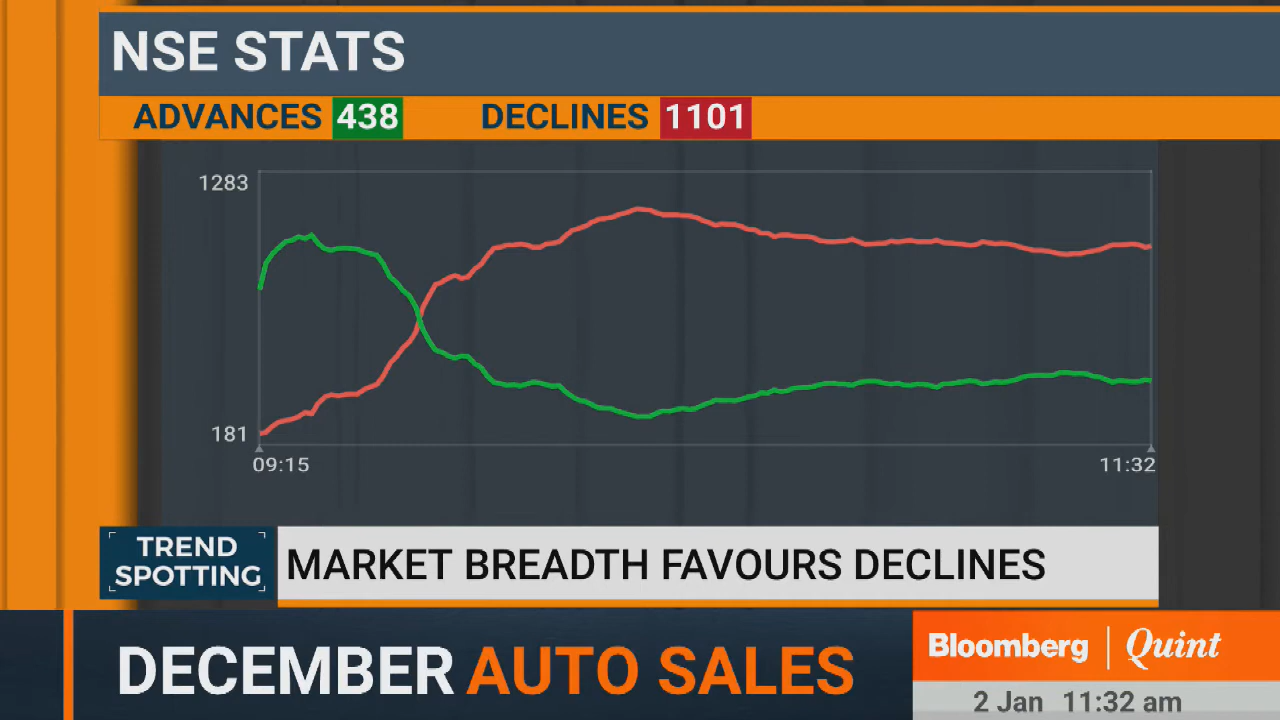 NSE STATS
ADVANCES 438 DECLINES 1101
1283
181
09:15 11:32
TREND
SPOTTING
MARKET BREADTH FAVOURS DECLINES
DECEMBER AUTO SALES
Bloomberg | Quint
2 Jan 11:32 am